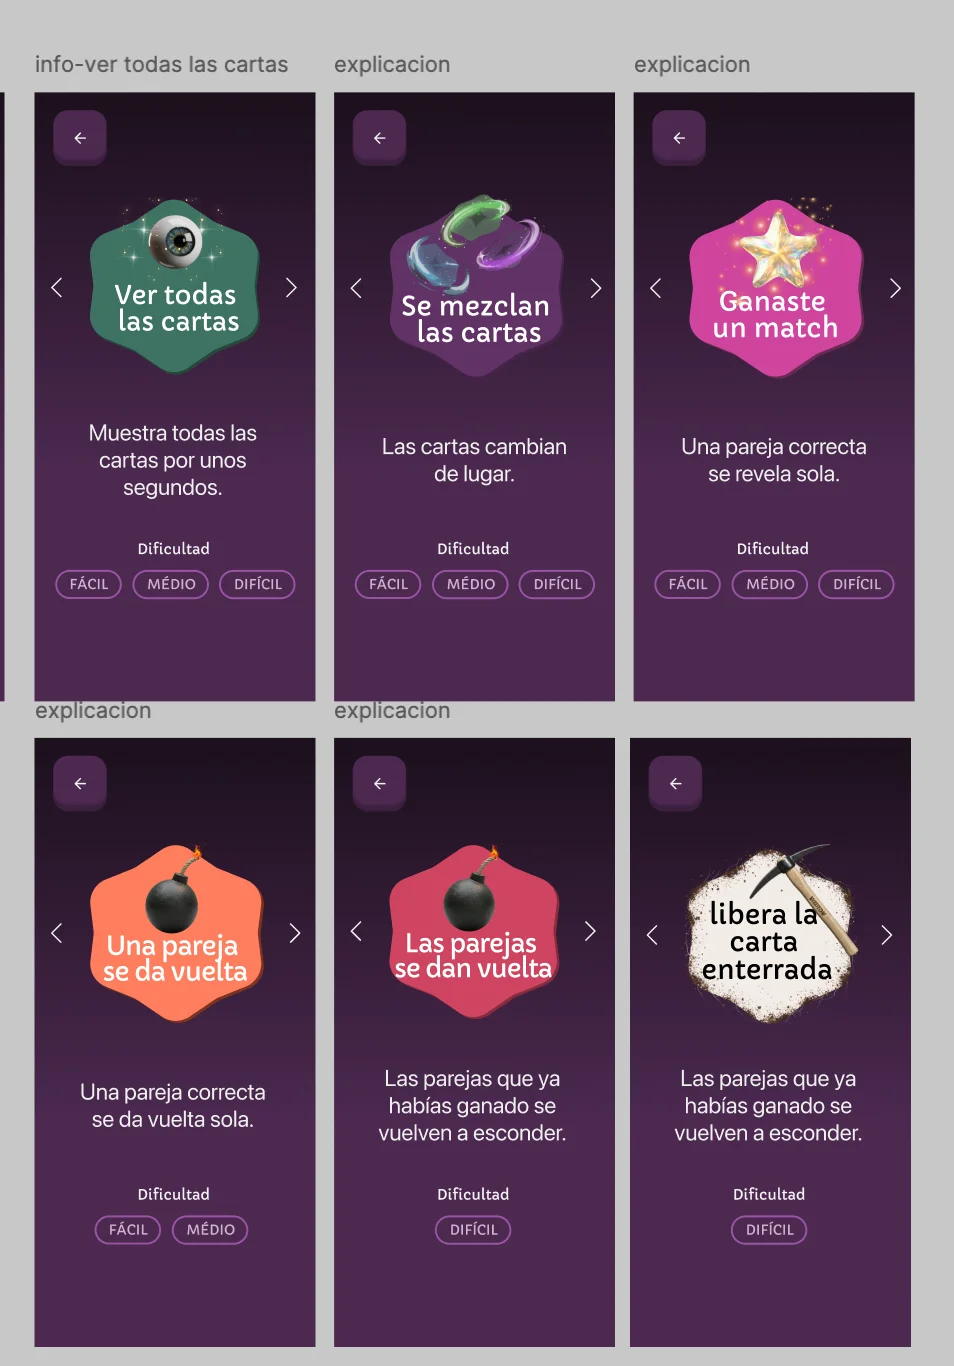 info-ver todas las cartas
explicacion
explicacion
Ver todas
las cartas
Muestra todas las
cartas por unos
segundos.
Dificultad
FÁCIL
MÉDIO
DIFÍCIL
Se mezclan
las cartas
Las cartas cambian
de lugar.
Dificultad
FÁCIL
MÉDIO
DIFÍCIL
Ganaste
un match
Una pareja correcta
se revela sola.
Dificultad
FÁCIL
MÉDIO
DIFÍCIL
explicacion
explicacion
Una pareja
se da vuelta
Una pareja correcta
se da vuelta sola.
Dificultad
FÁCIL
MÉDIO
Las parejas
se dan vuelta
Las parejas que ya
habías ganado se
vuelven a esconder.
Dificultad
DIFÍCIL
libera la
carta
enterrada
Las parejas que ya
habías ganado se
vuelven a esconder.
Dificultad
DIFÍCIL